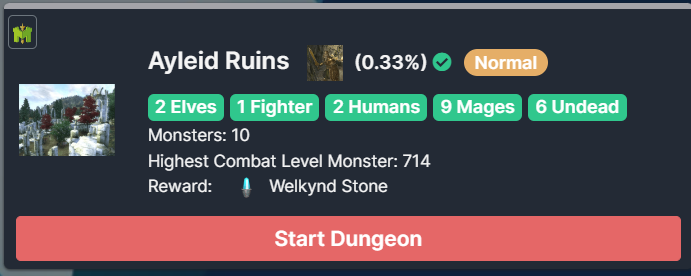 Ayleid Ruins (0.33%) Normal
2 Elves 1 Fighter 2 Humans 9 Mages 6 Undead
Monsters: 10
Highest Combat Level Monster: 714
Reward: Welkynd Stone
Start Dungeon